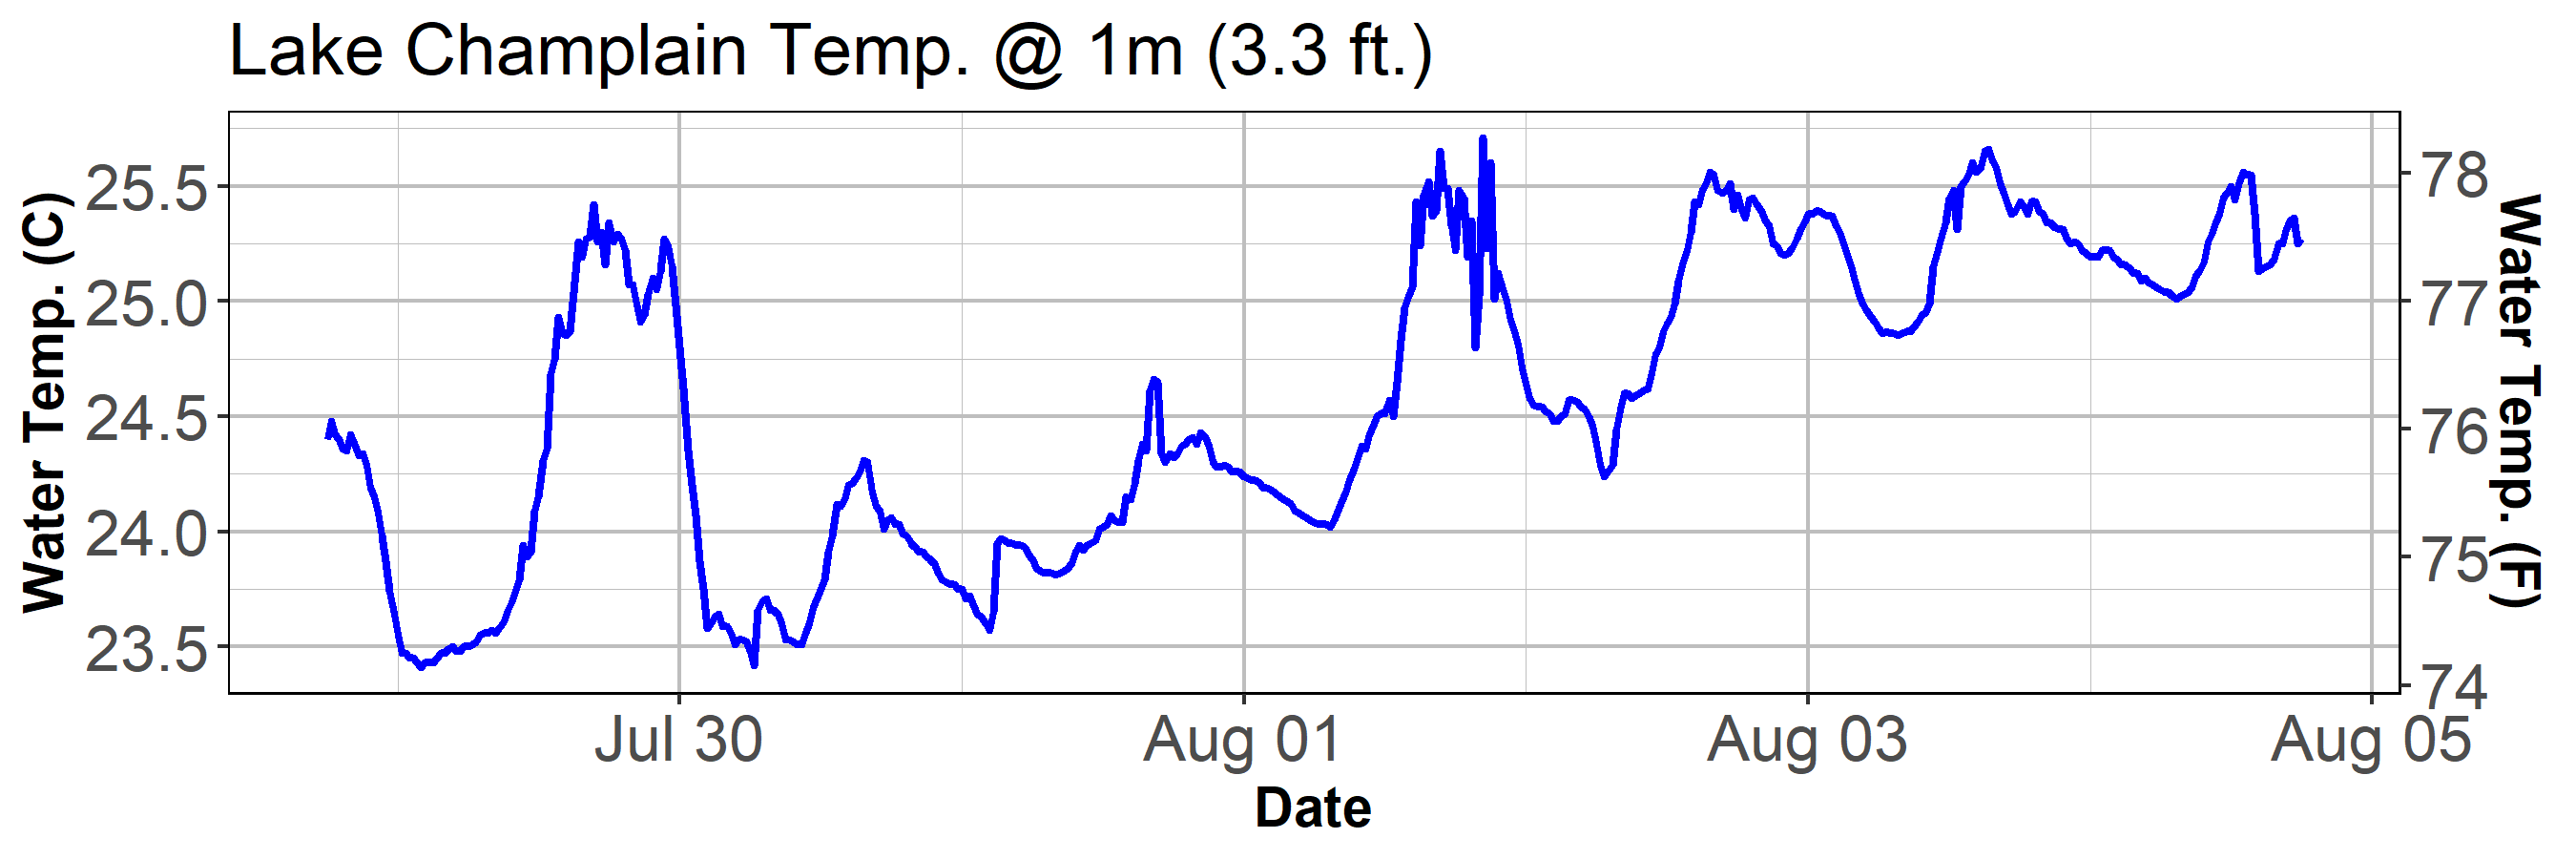 Lake Champlain Temp. @ 1m (3.3 ft.)
Water Temp. (C)
25.5
25.0
24.5
24.0
23.5
78
77
76
75
74
Water Temp. (F)
Jul 30 Aug 01 Aug 03 Aug 05
Date